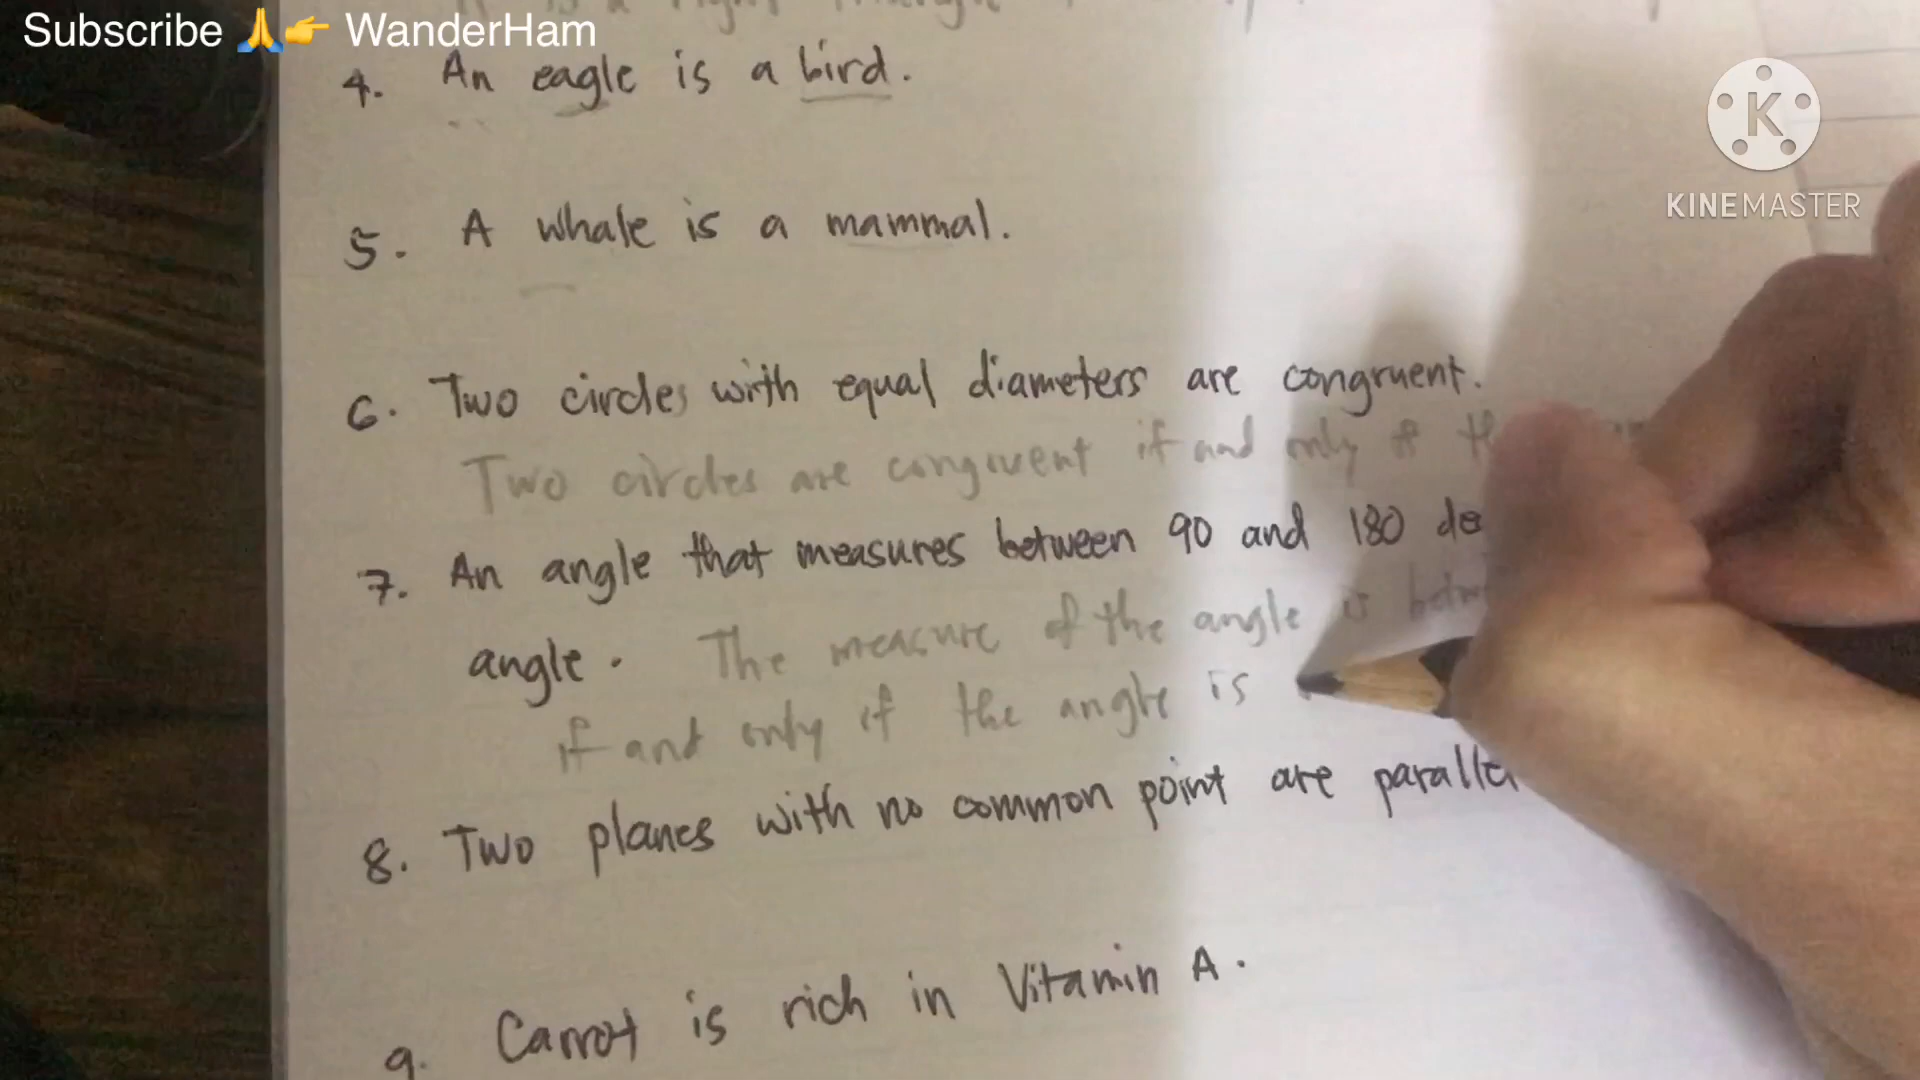 Subscribe 🙏👉 WanderHam
KINEMASTER
4. An eagle is a bird.
5. A whale is a mammal.
6. Two circles with equal diameters are congruent.
Two circles are congruent if and only if
7. An angle that measures between 90 and 180
angle. The measure of the angle is
if and only if the angle is
8. Two planes with no common point are parallel
9. Carrot is rich in Vitamin A.